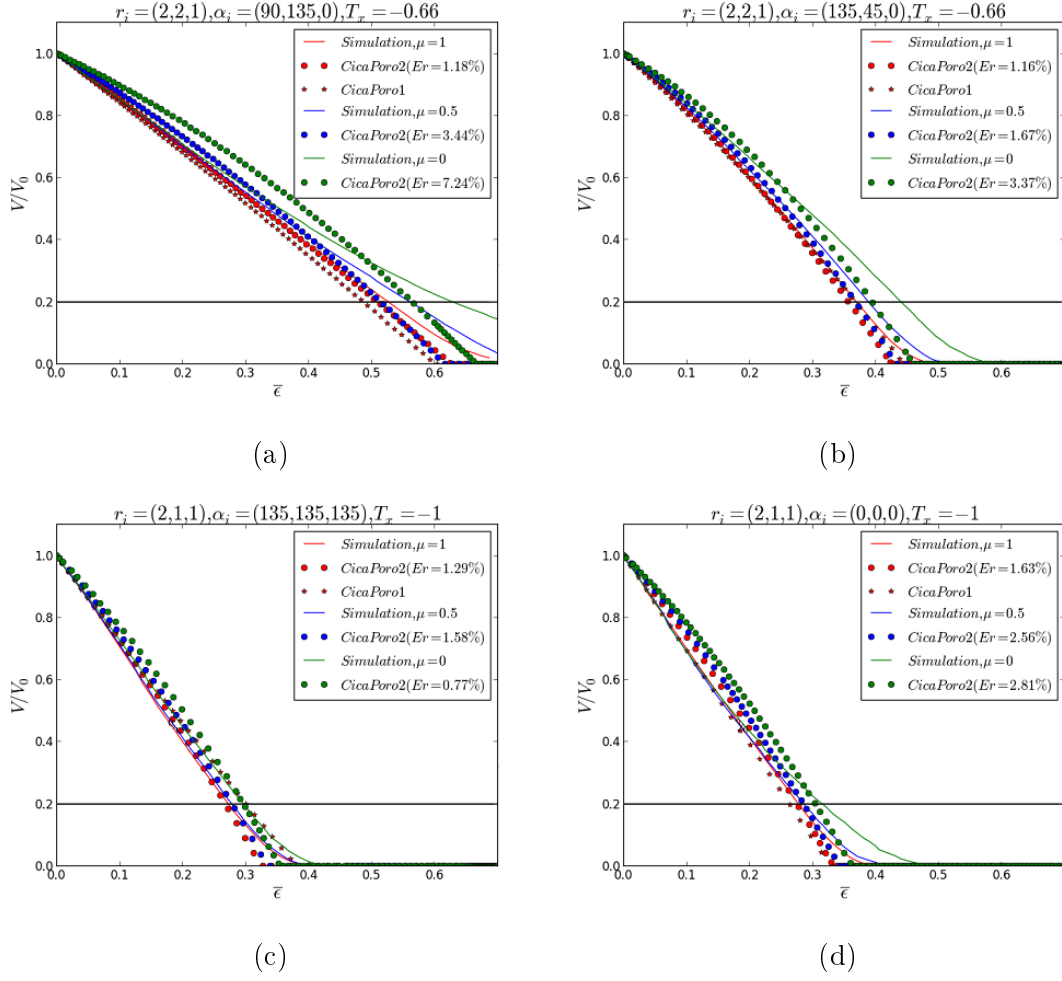 r_i=(2,2,1),α_i=(90,135,0),T_x=−0.66
Simulation,μ=1
CicaPoro2(Er=1.18%)
CicaPoro1
Simulation,μ=0.5
CicaPoro2(Er=3.44%)
Simulation,μ=0
CicaPoro2(Er=7.24%)
V/V_0
1.0
0.8
0.6
0.4
0.2
0.0
0.0 0.1 0.2 0.3 0.4 0.5 0.6
ε̅
(a)
r_i=(2,2,1),α_i=(135,45,0),T_x=−0.66
Simulation,μ=1
CicaPoro2(Er=1.16%)
CicaPoro1
Simulation,μ=0.5
CicaPoro2(Er=1.67%)
Simulation,μ=0
CicaPoro2(Er=3.37%)
V/V_0
1.0
0.8
0.6
0.4
0.2
0.0
0.0 0.1 0.2 0.3 0.4 0.5 0.6
ε̅
(b)
r_i=(2,1,1),α_i=(135,135,135),T_x=−1
Simulation,μ=1
CicaPoro2(Er=1.29%)
CicaPoro1
Simulation,μ=0.5
CicaPoro2(Er=1.58%)
Simulation,μ=0
CicaPoro2(Er=0.77%)
V/V_0
1.0
0.8
0.6
0.4
0.2
0.0
0.0 0.1 0.2 0.3 0.4 0.5 0.6
ε̅
(c)
r_i=(2,1,1),α_i=(0,0,0),T_x=−1
Simulation,μ=1
CicaPoro2(Er=1.63%)
CicaPoro1
Simulation,μ=0.5
CicaPoro2(Er=2.56%)
Simulation,μ=0
CicaPoro2(Er=2.81%)
V/V_0
1.0
0.8
0.6
0.4
0.2
0.0
0.0 0.1 0.2 0.3 0.4 0.5 0.6
ε̅
(d)